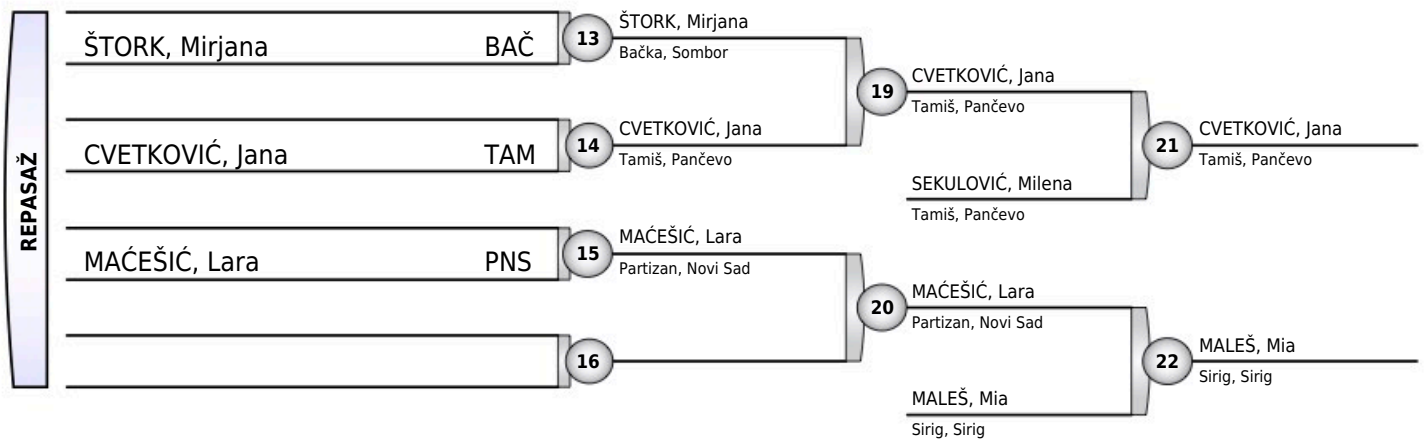 REPASAŽ
ŠTORK, Mirjana BAČ
13
ŠTORK, Mirjana
Bačka, Sombor
CVETKOVIĆ, Jana TAM
14
CVETKOVIĆ, Jana
Tamiš, Pančevo
19
CVETKOVIĆ, Jana
Tamiš, Pančevo
SEKULOVIĆ, Milena
Tamiš, Pančevo
21
CVETKOVIĆ, Jana
Tamiš, Pančevo
MAĆEŠIĆ, Lara PNS
15
MAĆEŠIĆ, Lara
Partizan, Novi Sad
16
20
MAĆEŠIĆ, Lara
Partizan, Novi Sad
MALEŠ, Mia
Sirig, Sirig
22
MALEŠ, Mia
Sirig, Sirig